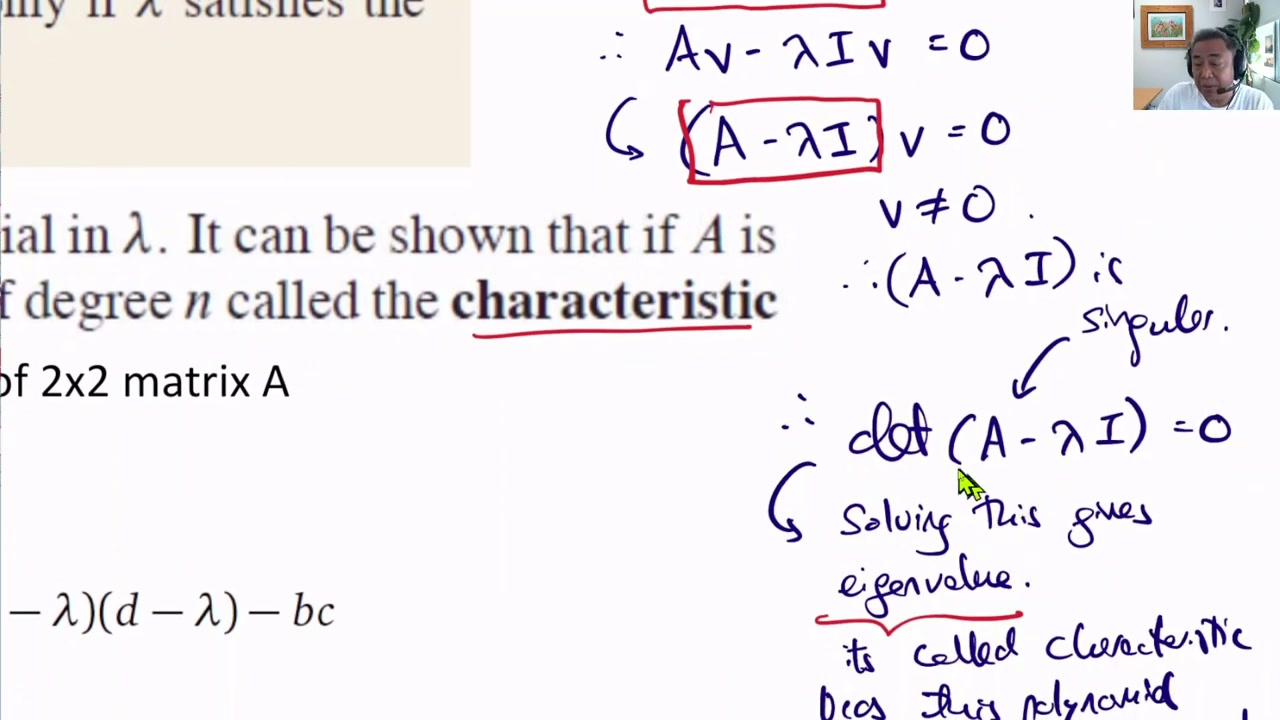 only if λ satisfies the
ial in λ. It can be shown that if A is
f degree n called the characteristic
of 2x2 matrix A
− λ)(d − λ) − bc
∴ Av - λIv = 0
(A - λI) v = 0
v ≠ 0 .
∴ (A - λI) is
singular.
∴ det (A - λI) = 0
Solving this gives
eigenvalue.
its called characteristic
this polynomial